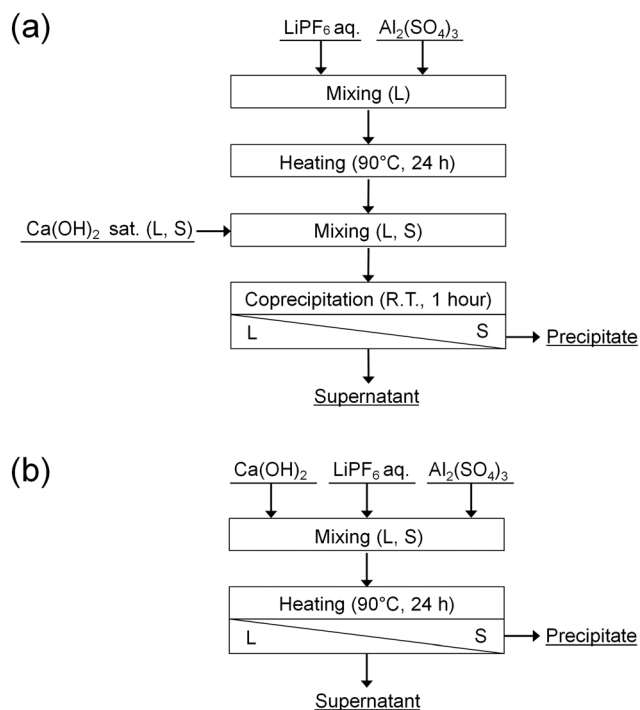 (a)
LiPF₆ aq. Al₂(SO₄)₃
Mixing (L)
Heating (90°C, 24 h)
Ca(OH)₂ sat. (L, S)
Mixing (L, S)
Coprecipitation (R.T., 1 hour)
L S
Precipitate
Supernatant
(b)
Ca(OH)₂ LiPF₆ aq. Al₂(SO₄)₃
Mixing (L, S)
Heating (90°C, 24 h)
L S
Precipitate
Supernatant